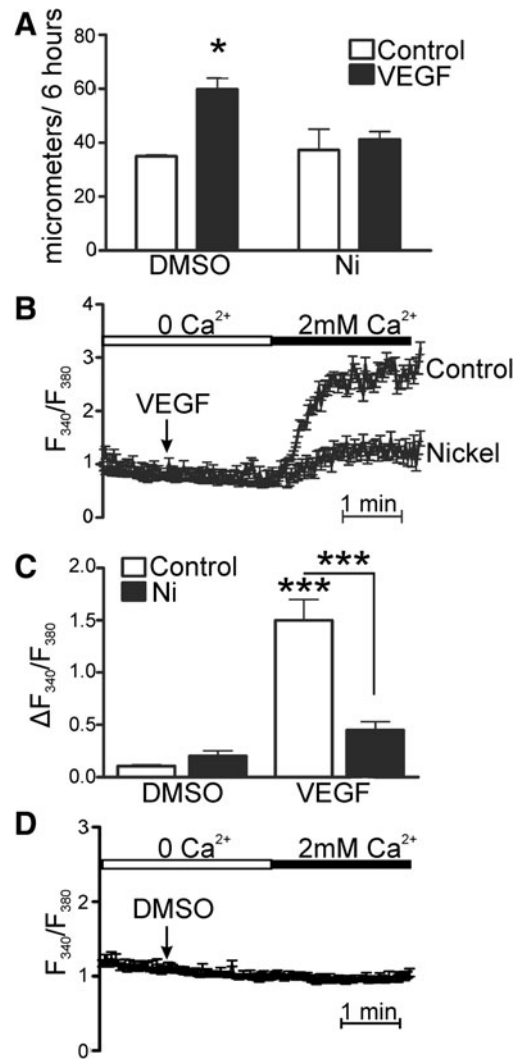 A
*
Control
VEGF
micrometers/ 6 hours
80
60
40
20
0
DMSO
Ni
B
4
3
2
1
0
F₃₄₀/F₃₈₀
0 Ca²⁺
2mM Ca²⁺
VEGF
Control
Nickel
1 min
C
Control
Ni
***
***
ΔF₃₄₀/F₃₈₀
2.0
1.5
1.0
0.5
0.0
DMSO
VEGF
D
3
2
1
0
F₃₄₀/F₃₈₀
0 Ca²⁺
2mM Ca²⁺
DMSO
1 min